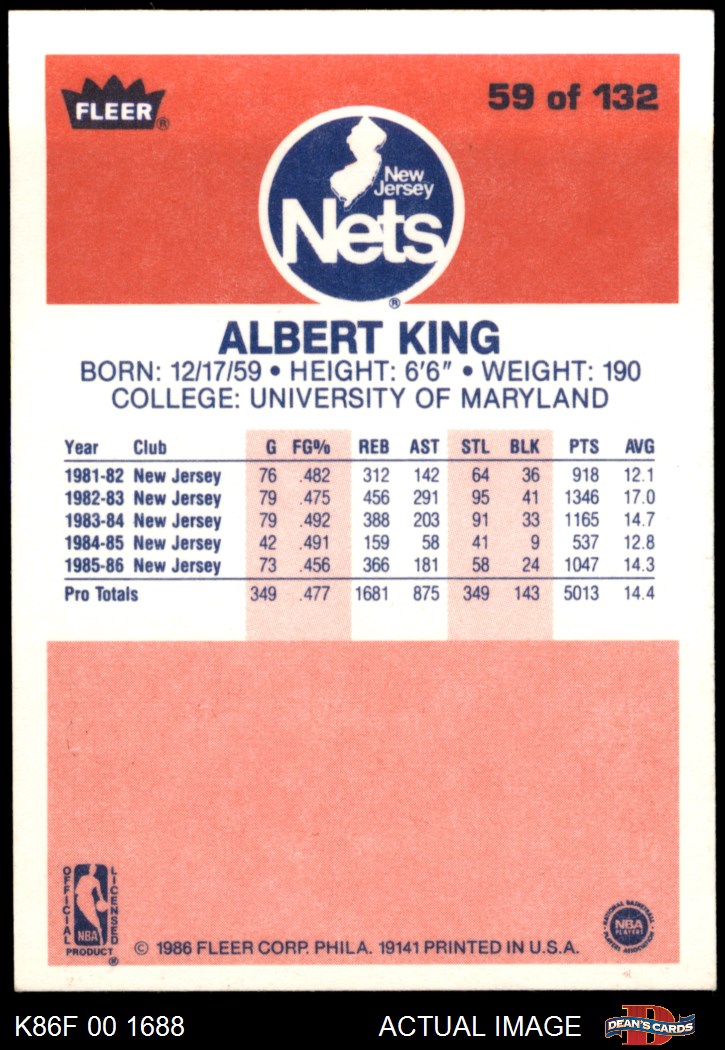 FLEER®
59 of 132
New
Jersey
Nets
®
ALBERT KING
BORN: 12/17/59 • HEIGHT: 6'6" • WEIGHT: 190
COLLEGE: UNIVERSITY OF MARYLAND
Year Club G FG% REB AST STL BLK PTS AVG
1981-82 New Jersey 76 .482 312 142 64 36 918 12.1
1982-83 New Jersey 79 .475 456 291 95 41 1346 17.0
1983-84 New Jersey 79 .492 388 203 91 33 1165 14.7
1984-85 New Jersey 42 .491 159 58 41 9 537 12.8
1985-86 New Jersey 73 .456 366 181 58 24 1047 14.3
Pro Totals 349 .477 1681 875 349 143 5013 14.4
OFFICIAL
LICENSED
NBA
PRODUCT ®
© 1986 FLEER CORP. PHILA. 19141 PRINTED IN U.S.A.
NATIONAL BASKETBALL
NBA
PLAYERS
PLAYERS ASSOCIATION
K86F 00 1688
ACTUAL IMAGE
D
DEAN'S CARDS